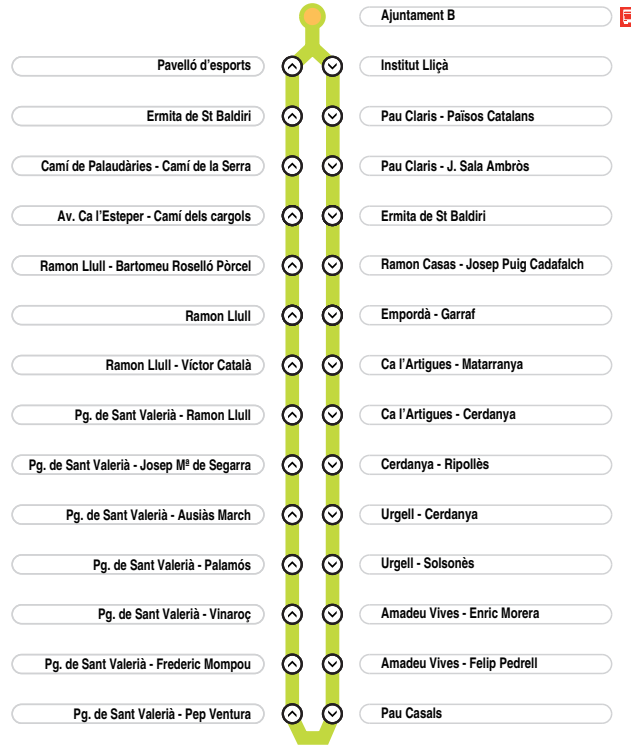 Ajuntament B
Pavelló d’esports
Institut Lliçà
Ermita de St Baldiri
Pau Claris - Països Catalans
Camí de Palaudàries - Camí de la Serra
Pau Claris - J. Sala Ambròs
Av. Ca l’Esteper - Camí dels cargols
Ermita de St Baldiri
Ramon Llull - Bartomeu Roselló Pòrcel
Ramon Casas - Josep Puig Cadafalch
Ramon Llull
Empordà - Garraf
Ramon Llull - Víctor Català
Ca l’Artigues - Matarranya
Pg. de Sant Valerià - Ramon Llull
Ca l’Artigues - Cerdanya
Pg. de Sant Valerià - Josep Mª de Segarra
Cerdanya - Ripollès
Pg. de Sant Valerià - Ausiàs March
Urgell - Cerdanya
Pg. de Sant Valerià - Palamós
Urgell - Solsonès
Pg. de Sant Valerià - Vinaroç
Amadeu Vives - Enric Morera
Pg. de Sant Valerià - Frederic Mompou
Amadeu Vives - Felip Pedrell
Pg. de Sant Valerià - Pep Ventura
Pau Casals